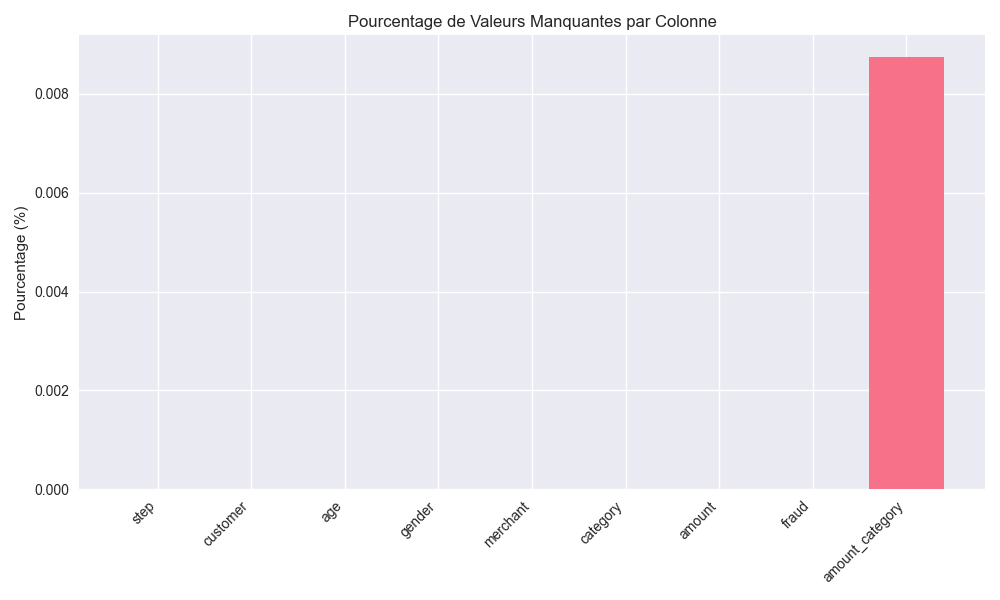 Pourcentage de Valeurs Manquantes par Colonne
Pourcentage (%)
0.008
0.006
0.004
0.002
0.000
step
customer
age
gender
merchant
category
amount
fraud
amount_category